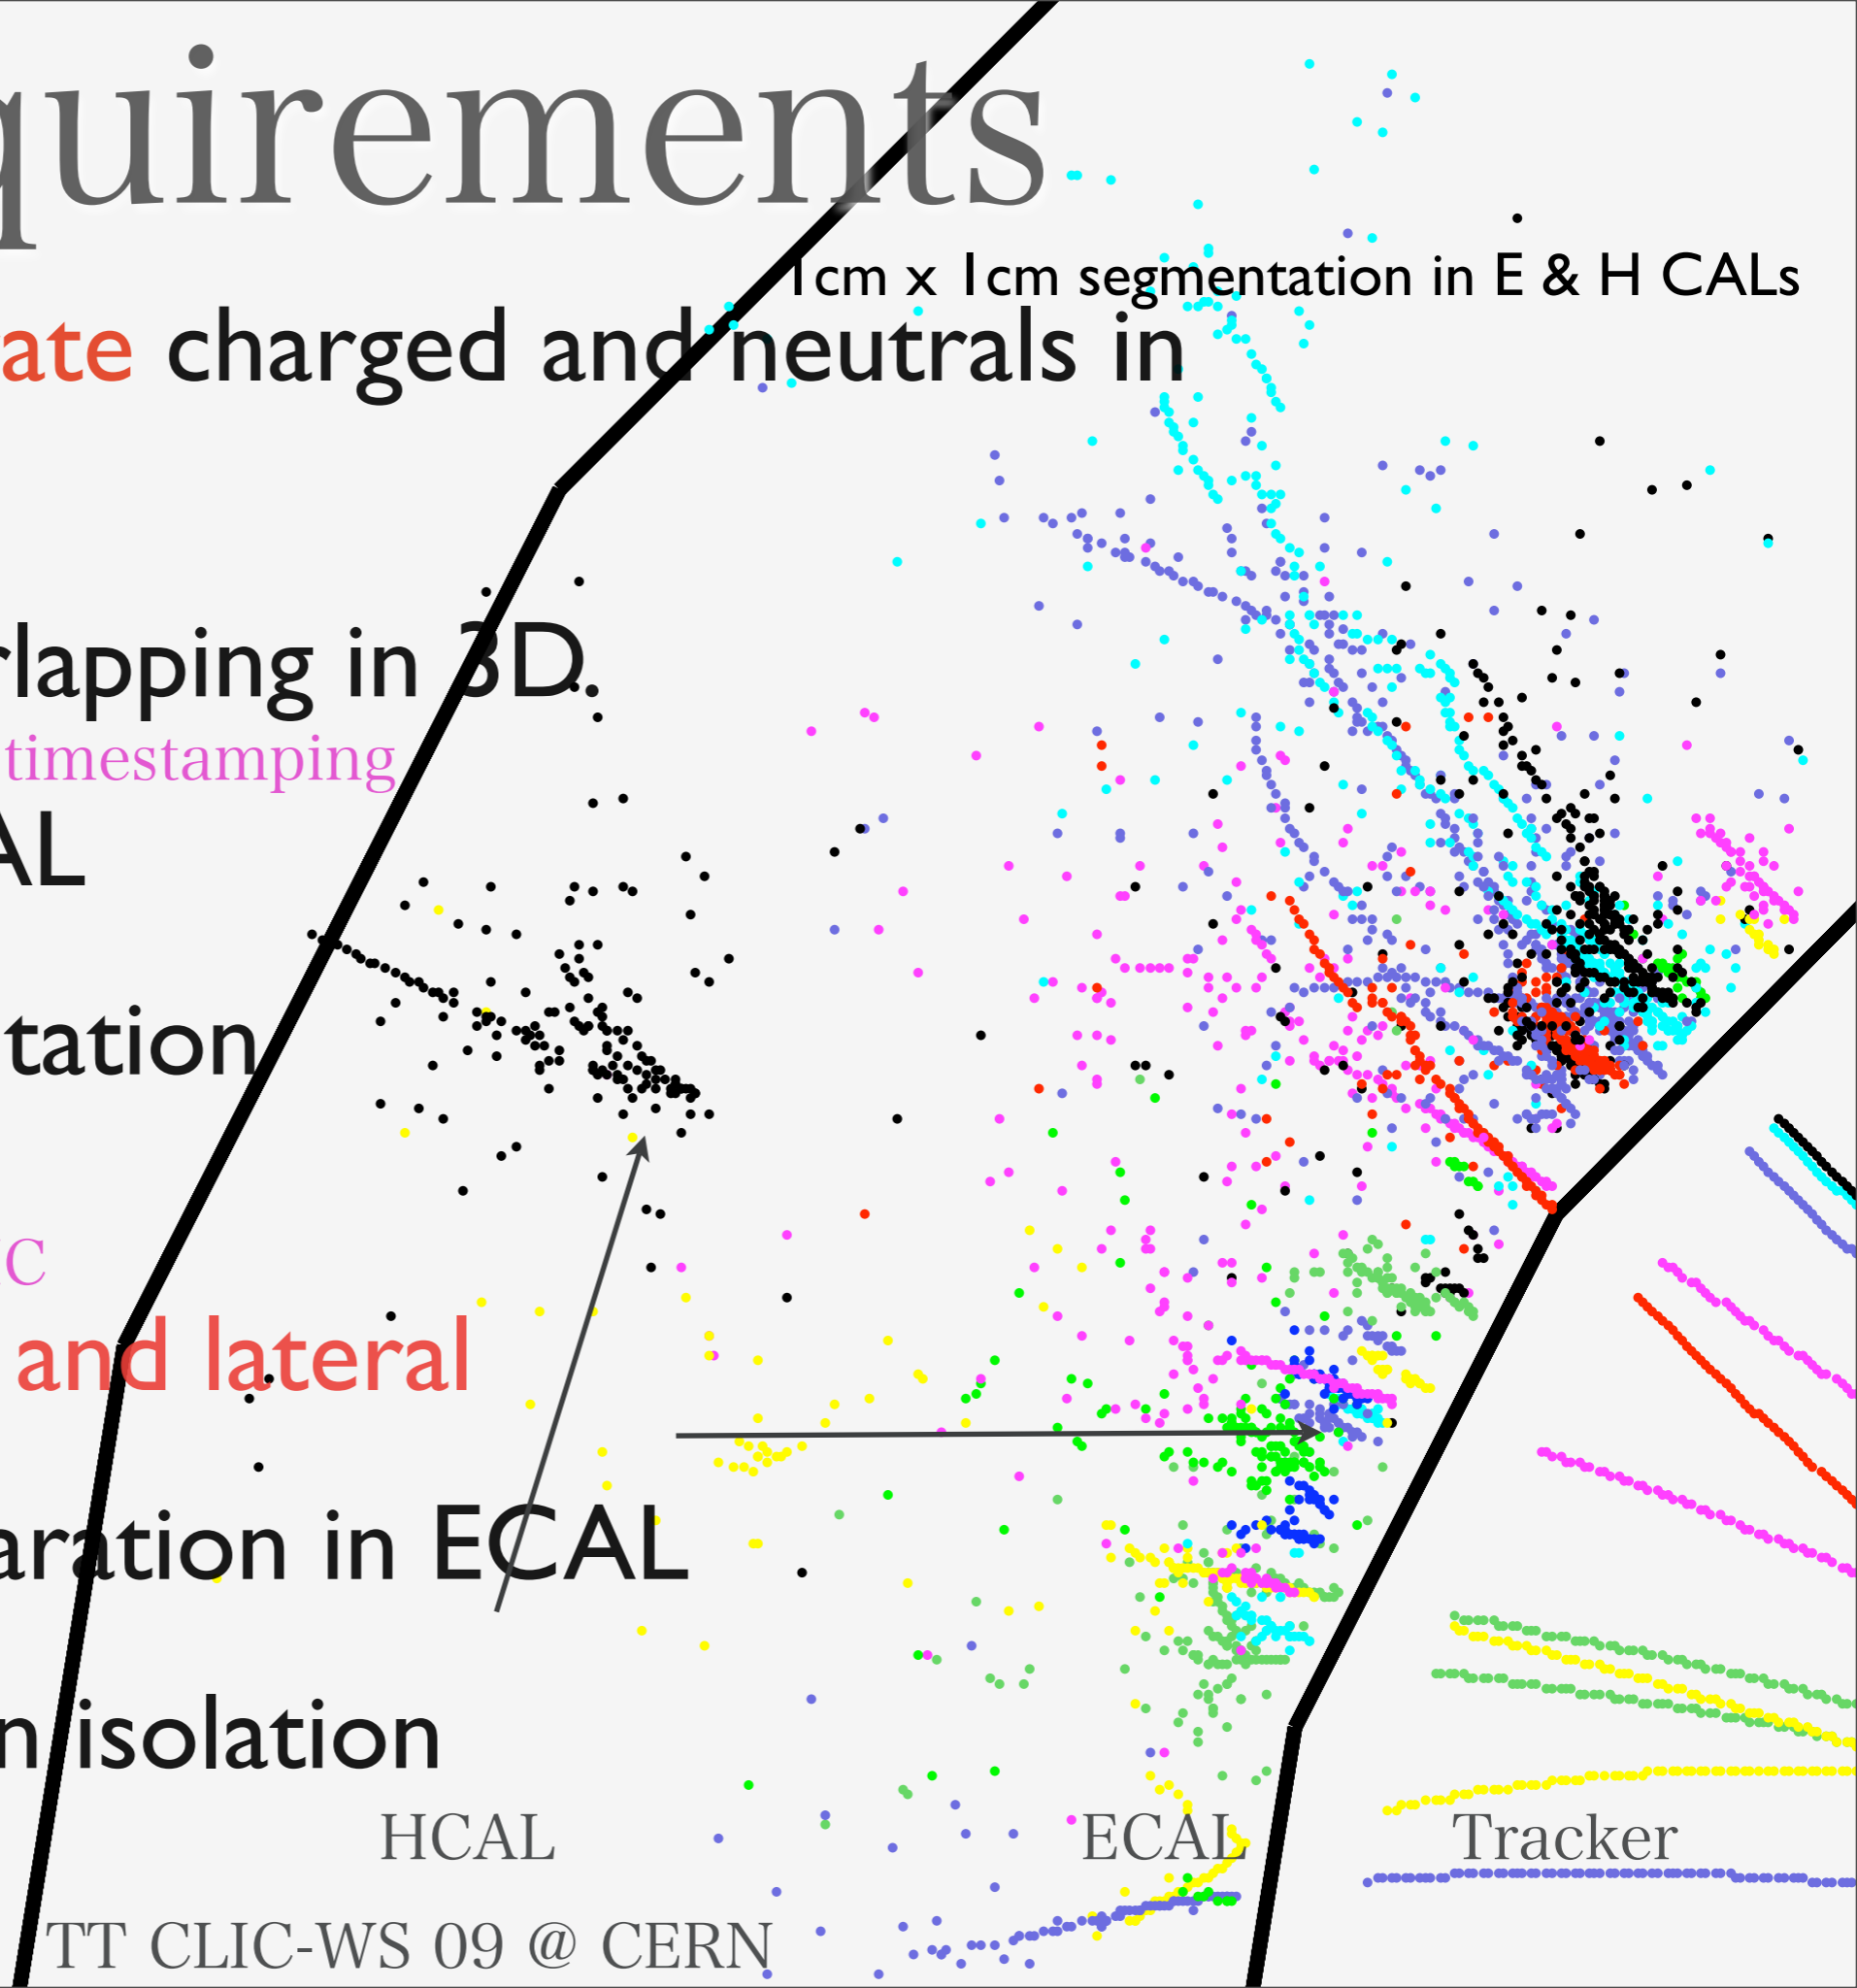 quirements
1cm x 1cm segmentation in E & H CALs
ate charged and neutrals in
rlapping in 3D
timestamping
AL
tation
C
and lateral
aration in ECAL
n isolation
HCAL ECAL Tracker
TT CLIC-WS 09 @ CERN